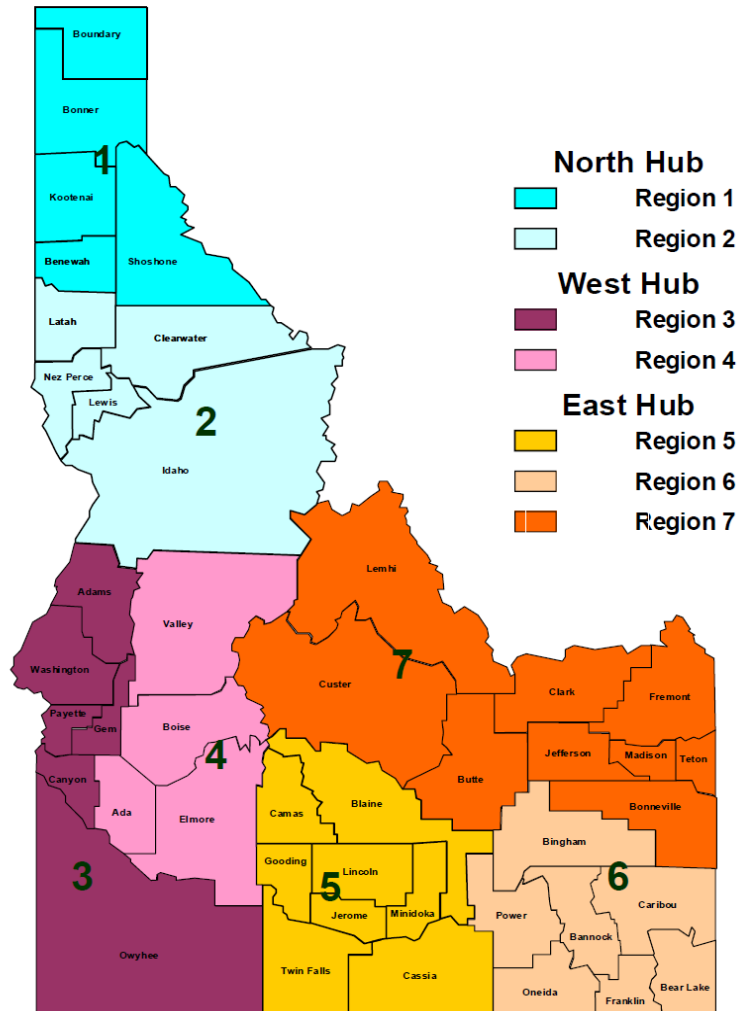 Boundary
Bonner
1
Kootenai
Benewah
Shoshone
North Hub
Region 1
Region 2
West Hub
Region 3
Region 4
East Hub
Region 5
Region 6
Region 7
Latah
Clearwater
Nez Perce
Lewis
2
Idaho
Lemhi
Adams
Valley
Washington
Custer
7
Clark
Fremont
Payette
Gem
Boise
4
Jefferson
Madison
Teton
Canyon
Ada
Elmore
Butte
Camas
Blaine
Bonneville
Bingham
3
Gooding
Lincoln
5
6
Jerome
Minidoka
Power
Caribou
Bannock
Owyhee
Twin Falls
Cassia
Oneida
Franklin
Bear Lake